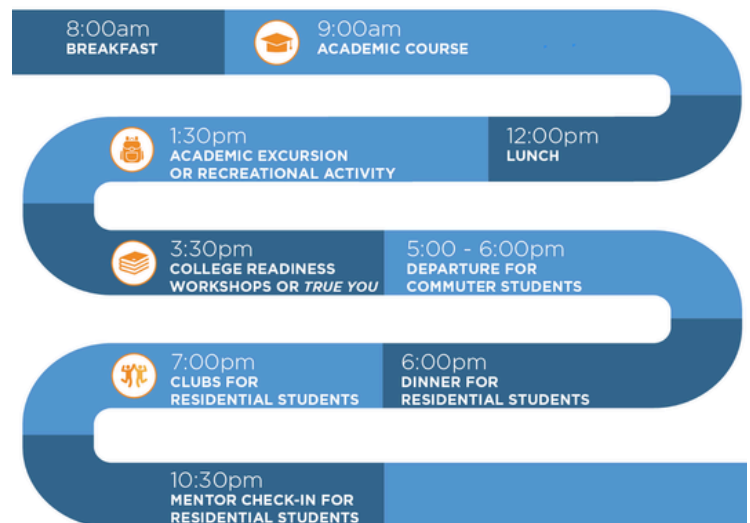 8:00am
BREAKFAST
9:00am
ACADEMIC COURSE
12:00pm
LUNCH
1:30pm
ACADEMIC EXCURSION
OR RECREATIONAL ACTIVITY
3:30pm
COLLEGE READINESS
WORKSHOPS OR TRUE YOU
5:00 - 6:00pm
DEPARTURE FOR
COMMUTER STUDENTS
6:00pm
DINNER FOR
RESIDENTIAL STUDENTS
7:00pm
CLUBS FOR
RESIDENTIAL STUDENTS
10:30pm
MENTOR CHECK-IN FOR
RESIDENTIAL STUDENTS